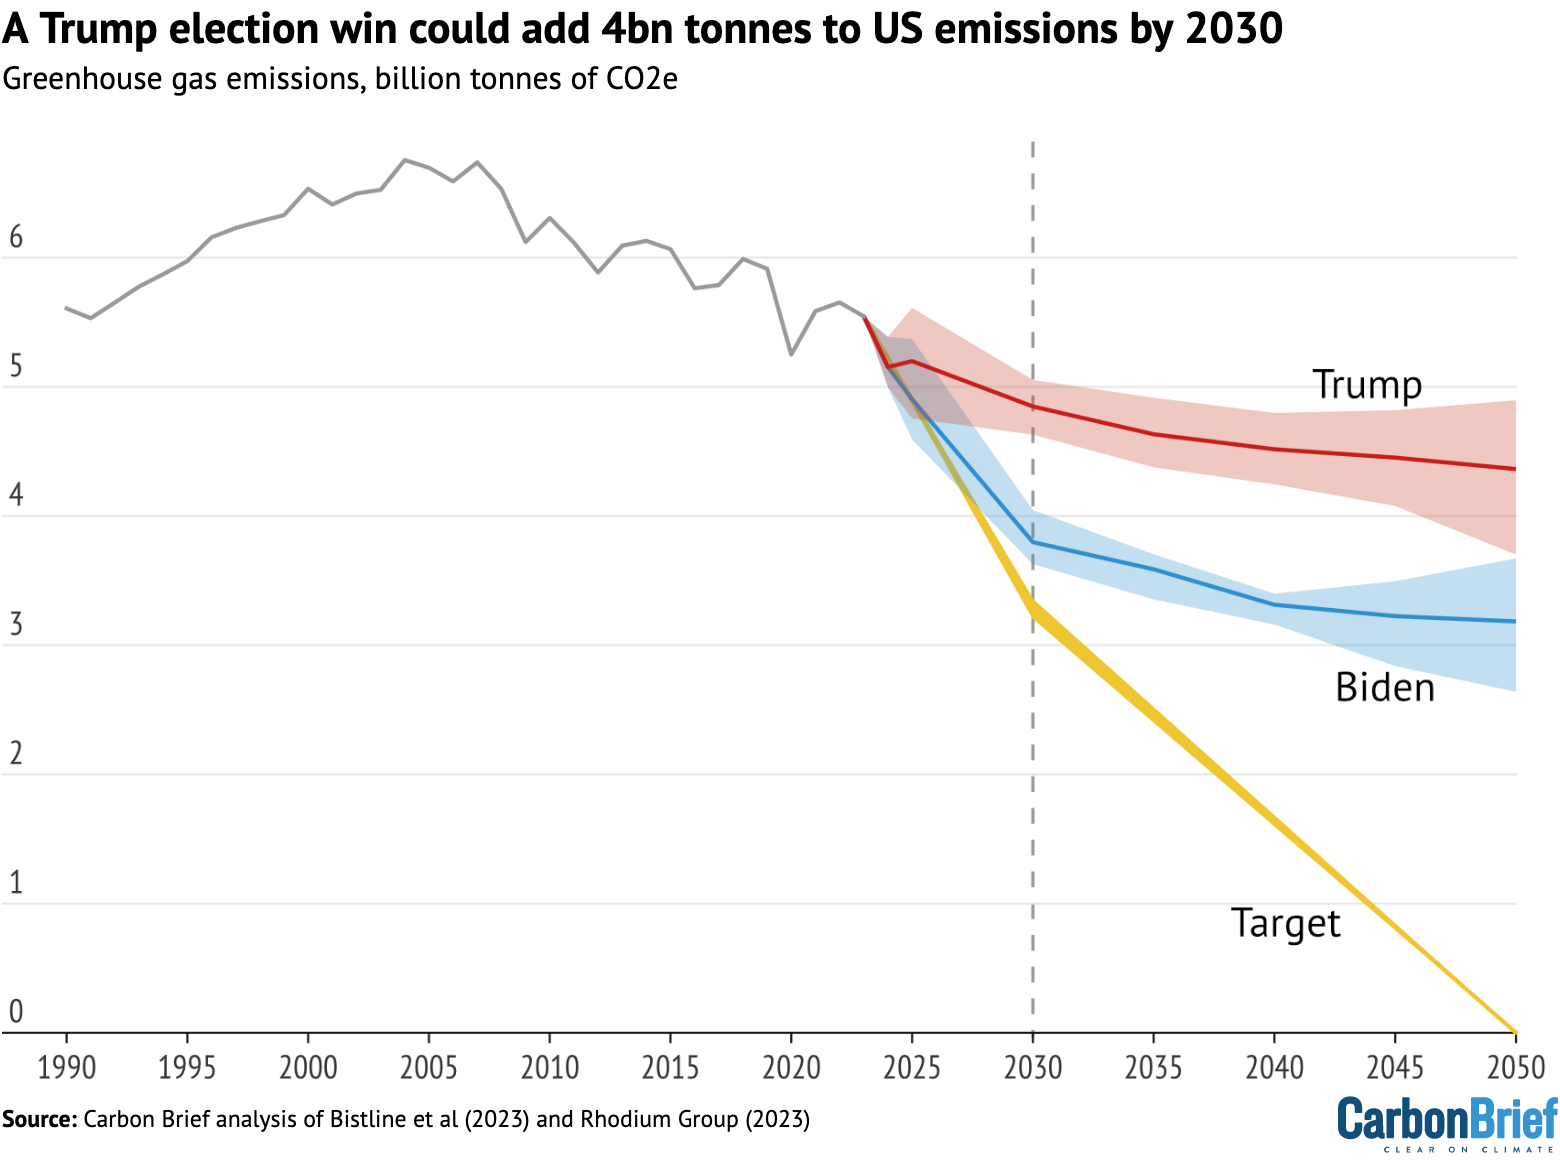 A Trump election win could add 4bn tonnes to US emissions by 2030
Greenhouse gas emissions, billion tonnes of CO2e
6
5
Trump
4
3
Biden
2
1
Target
0
1990 1995 2000 2005 2010 2015 2020 2025 2030 2035 2040 2045 2050
Source: Carbon Brief analysis of Bistline et al (2023) and Rhodium Group (2023)
CarbonBrief
CLEAR ON CLIMATE